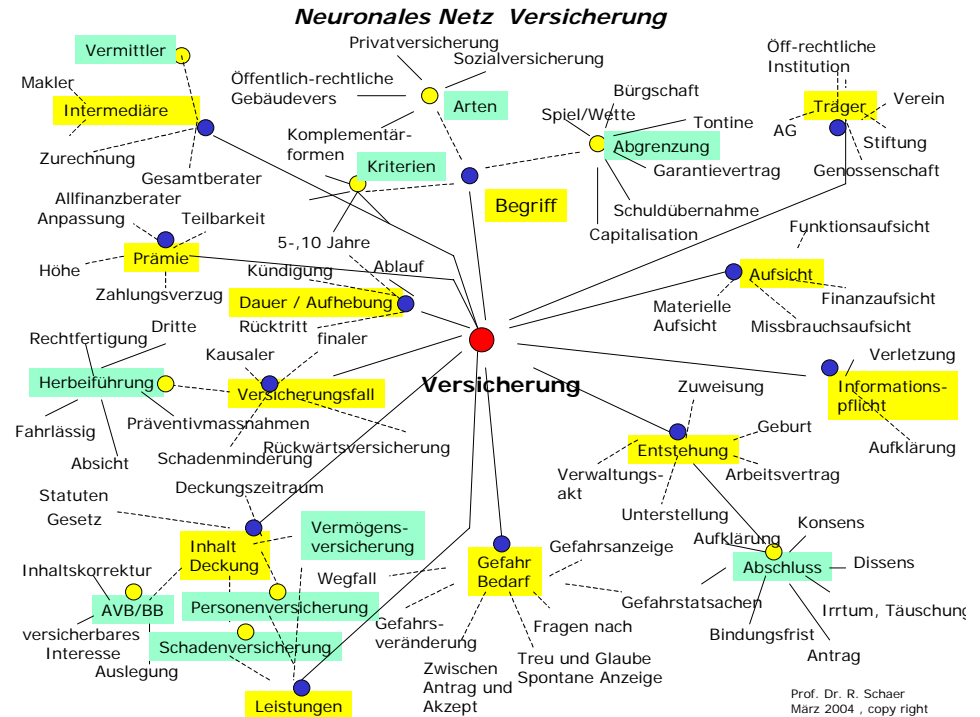 Neuronales Netz Versicherung
Vermittler
Makler
Intermediäre
Zurechnung
Gesamtberater
Privatversicherung
Sozialversicherung
Öffentlich-rechtliche
Gebäudevers
Arten
Komplementär-
formen
Kriterien
Begriff
5-,10 Jahre
Bürgschaft
Spiel/Wette
Tontine
Abgrenzung
Garantievertrag
Schuldübernahme
Capitalisation
Öff-rechtliche
Institution
Träger
Verein
AG
Stiftung
Genossenschaft
Allfinanzberater
Anpassung
Teilbarkeit
Prämie
Höhe
Zahlungsverzug
Kündigung
Ablauf
Dauer / Aufhebung
Rücktritt
Funktionsaufsicht
Aufsicht
Finanzaufsicht
Materielle
Aufsicht
Missbrauchsaufsicht
Dritte
Rechtfertigung
Herbeiführung
Fahrlässig
Absicht
Präventivmassnahmen
finaler
Kausaler
Versicherungsfall
Rückwärtsversicherung
Schadenminderung
Versicherung
Verletzung
Informations-
pflicht
Aufklärung
Zuweisung
Geburt
Entstehung
Arbeitsvertrag
Verwaltungs-
akt
Unterstellung
Deckungszeitraum
Statuten
Gesetz
Inhalt
Deckung
Vermögens-
versicherung
Inhaltskorrektur
AVB/BB
Personenversicherung
Schadenversicherung
versicherbares
Interesse
Auslegung
Leistungen
Gefahr
Bedarf
Gefahrsanzeige
Wegfall
Gefahrs-
veränderung
Gefahrstatsachen
Fragen nach
Zwischen
Antrag und
Akzept
Treu und Glaube
Spontane Anzeige
Aufklärung
Konsens
Abschluss
Dissens
Irrtum, Täuschung
Bindungsfrist
Antrag
Prof. Dr. R. Schaer
März 2004 , copy right